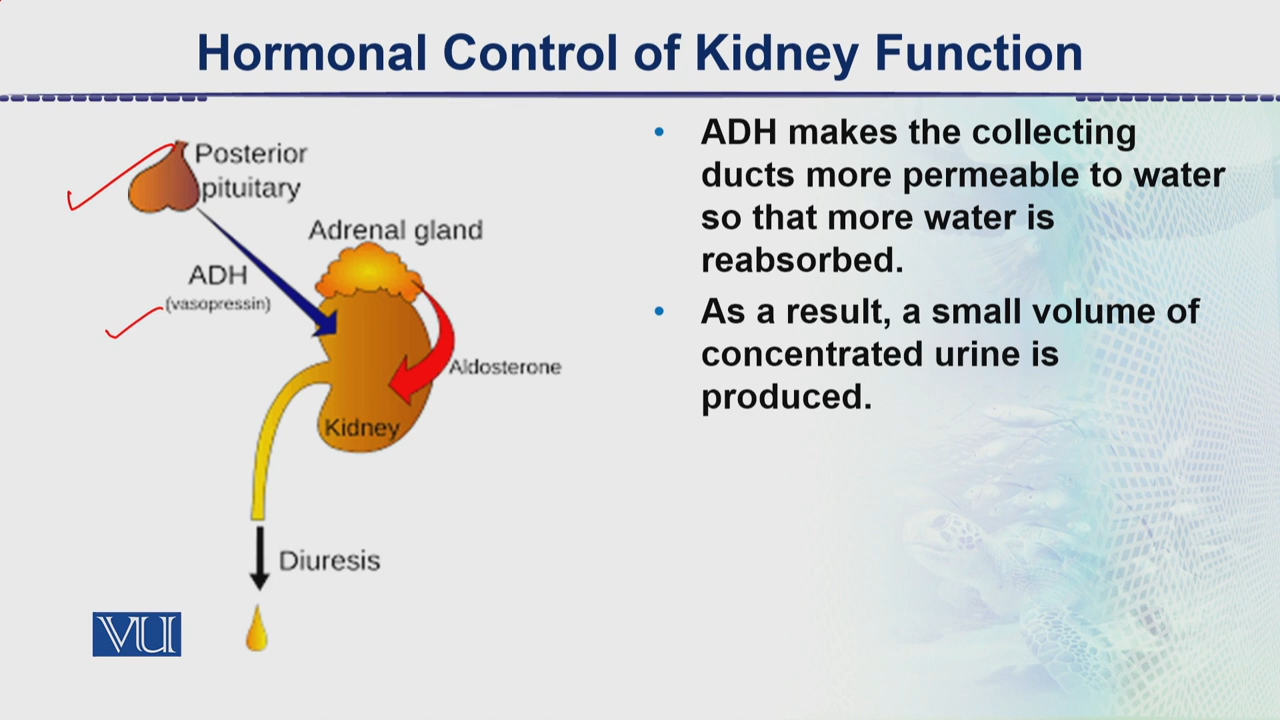 Hormonal Control of Kidney Function
Posterior
pituitary
Adrenal gland
ADH
(vasopressin)
Aldosterone
Kidney
Diuresis
VU
• ADH makes the collecting
ducts more permeable to water
so that more water is
reabsorbed.
• As a result, a small volume of
concentrated urine is
produced.